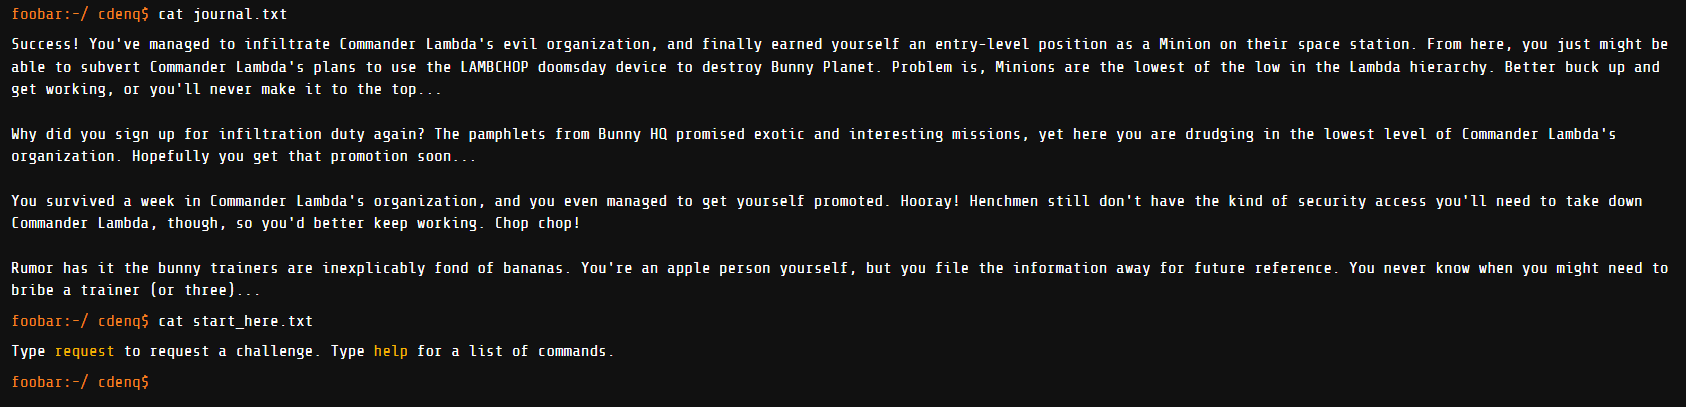 foobar:~/ cdenq$ cat journal.txt
Success! You've managed to infiltrate Commander Lambda's evil organization, and finally earned yourself an entry-level position as a Minion on their space station. From here, you just might be
able to subvert Commander Lambda's plans to use the LAMBCHOP doomsday device to destroy Bunny Planet. Problem is, Minions are the lowest of the low in the Lambda hierarchy. Better buck up and
get working, or you'll never make it to the top...
Why did you sign up for infiltration duty again? The pamphlets from Bunny HQ promised exotic and interesting missions, yet here you are drudging in the lowest level of Commander Lambda's
organization. Hopefully you get that promotion soon...
You survived a week in Commander Lambda's organization, and you even managed to get yourself promoted. Hooray! Henchmen still don't have the kind of security access you'll need to take down
Commander Lambda, though, so you'd better keep working. Chop chop!
Rumor has it the bunny trainers are inexplicably fond of bananas. You're an apple person yourself, but you file the information away for future reference. You never know when you might need to
bribe a trainer (or three)...
foobar:~/ cdenq$ cat start_here.txt
Type request to request a challenge. Type help for a list of commands.
foobar:~/ cdenq$